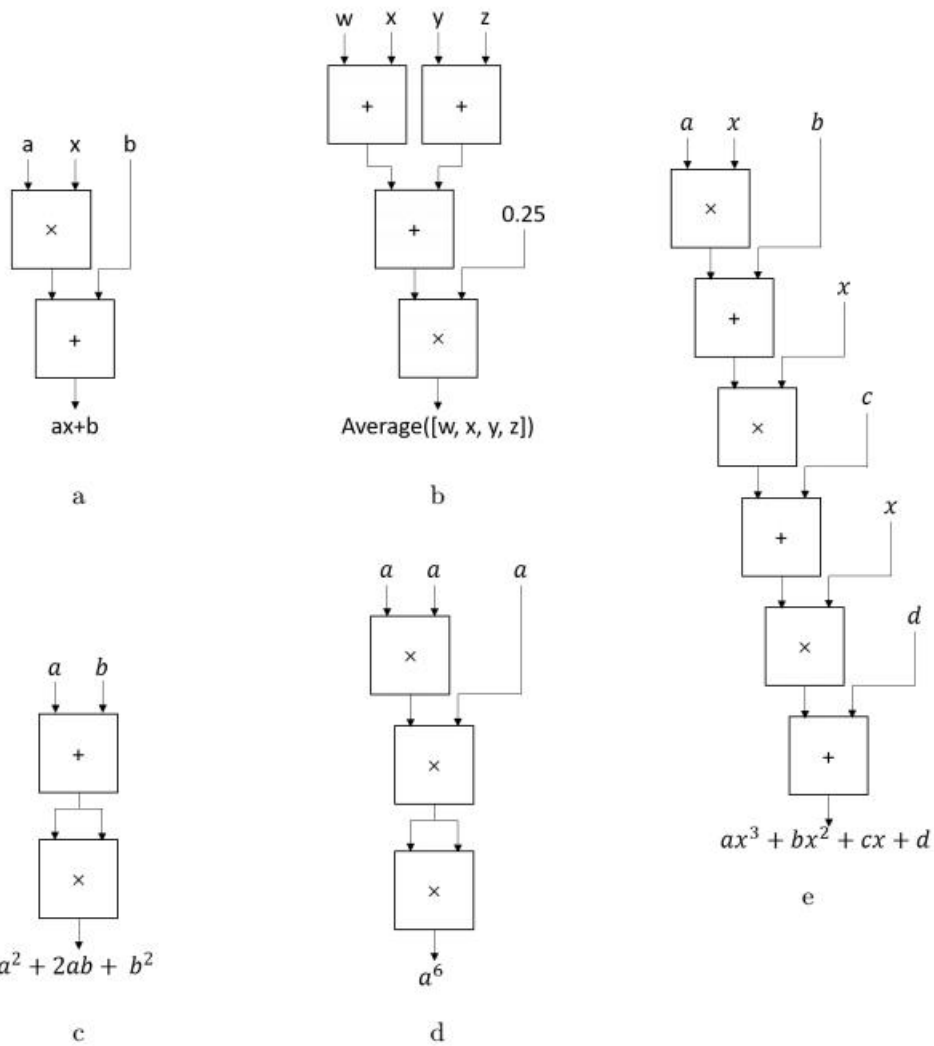 a x b
×
+
ax+b
a
w x y z
+ +
+
0.25
×
Average([w, x, y, z])
b
a b
+
×
a² + 2ab + b²
c
a a a
×
×
×
a⁶
d
a x b
×
+
x
×
c
+
x
×
d
+
ax³ + bx² + cx + d
e